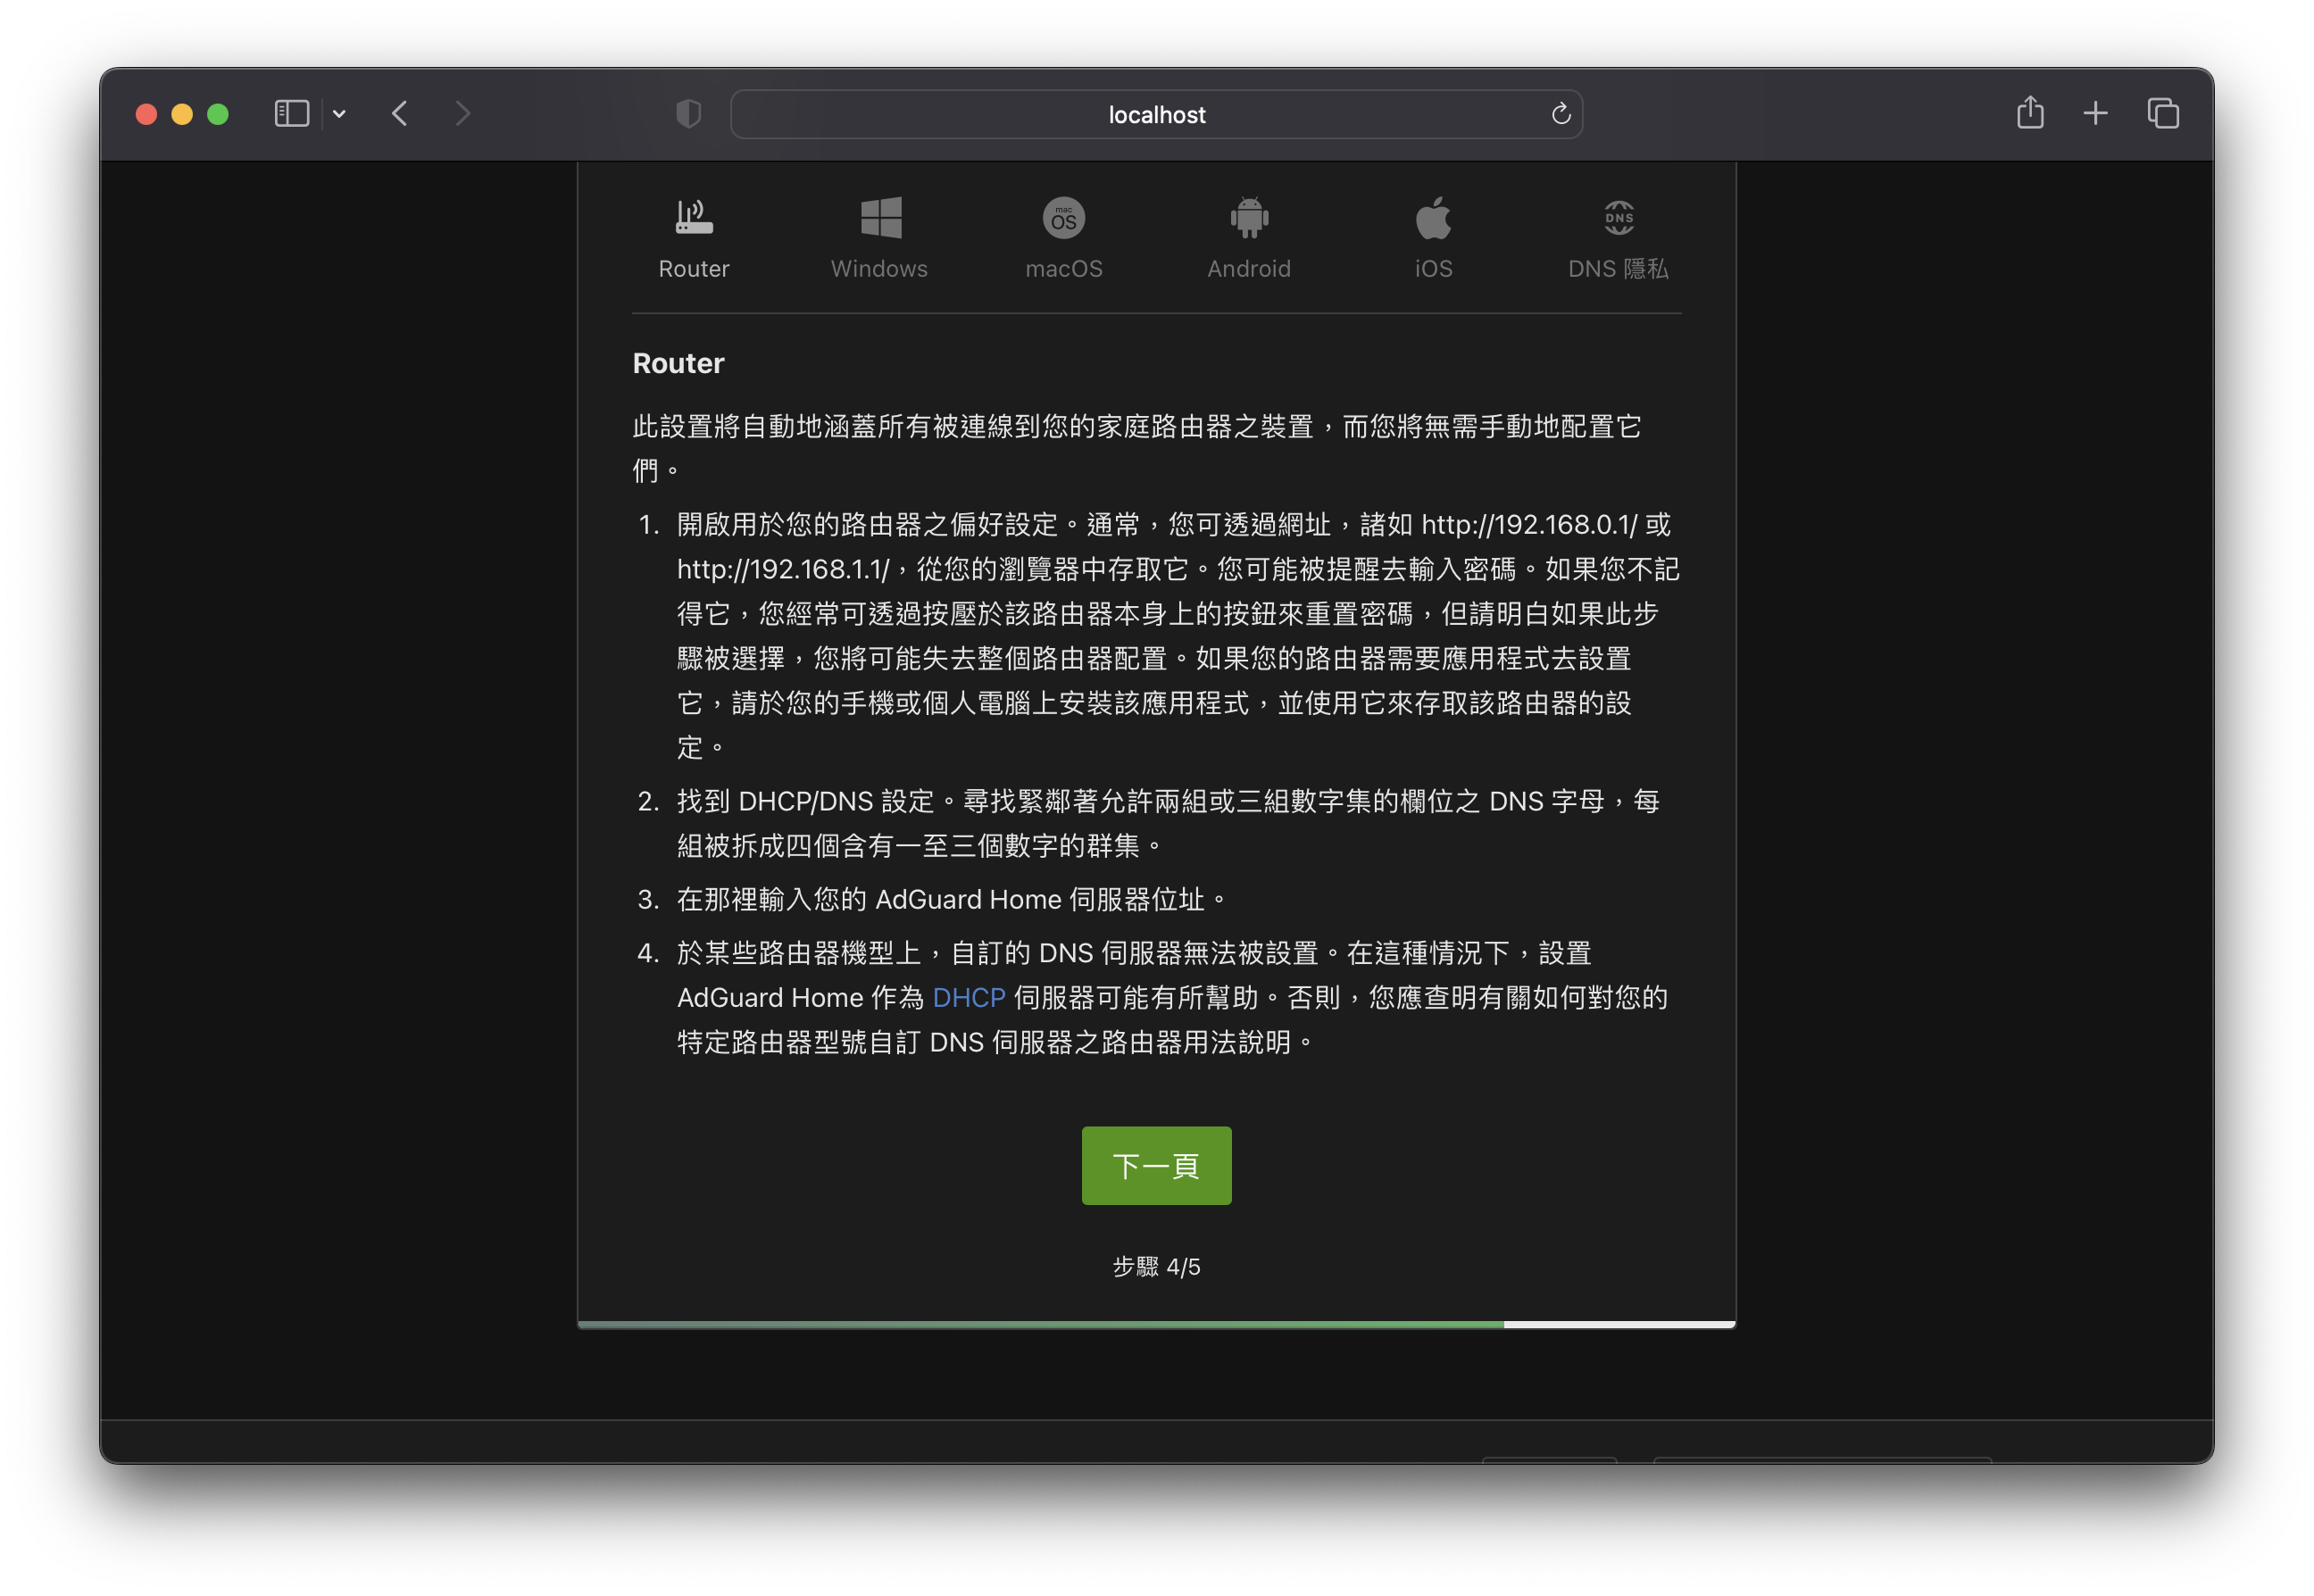 localhost
Router
Windows
macOS
Android
iOS
DNS 隱私
Router
此設置將自動地涵蓋所有被連線到您的家庭路由器之裝置，而您將無需手動地配置它
們。
1. 開啟用於您的路由器之偏好設定。通常，您可透過網址，諸如 http://192.168.0.1/ 或
http://192.168.1.1/，從您的瀏覽器中存取它。您可能被提醒去輸入密碼。如果您不記
得它，您經常可透過按壓於該路由器本身上的按鈕來重置密碼，但請明白如果此步
驟被選擇，您將可能失去整個路由器配置。如果您的路由器需要應用程式去設置
它，請於您的手機或個人電腦上安裝該應用程式，並使用它來存取該路由器的設
定。
2. 找到 DHCP/DNS 設定。尋找緊鄰著允許兩組或三組數字集的欄位之 DNS 字母，每
組被拆成四個含有一至三個數字的群集。
3. 在那裡輸入您的 AdGuard Home 伺服器位址。
4. 於某些路由器機型上，自訂的 DNS 伺服器無法被設置。在這種情況下，設置
AdGuard Home 作為 DHCP 伺服器可能有所幫助。否則，您應查明有關如何對您的
特定路由器型號自訂 DNS 伺服器之路由器用法說明。
下一頁
步驟 4/5